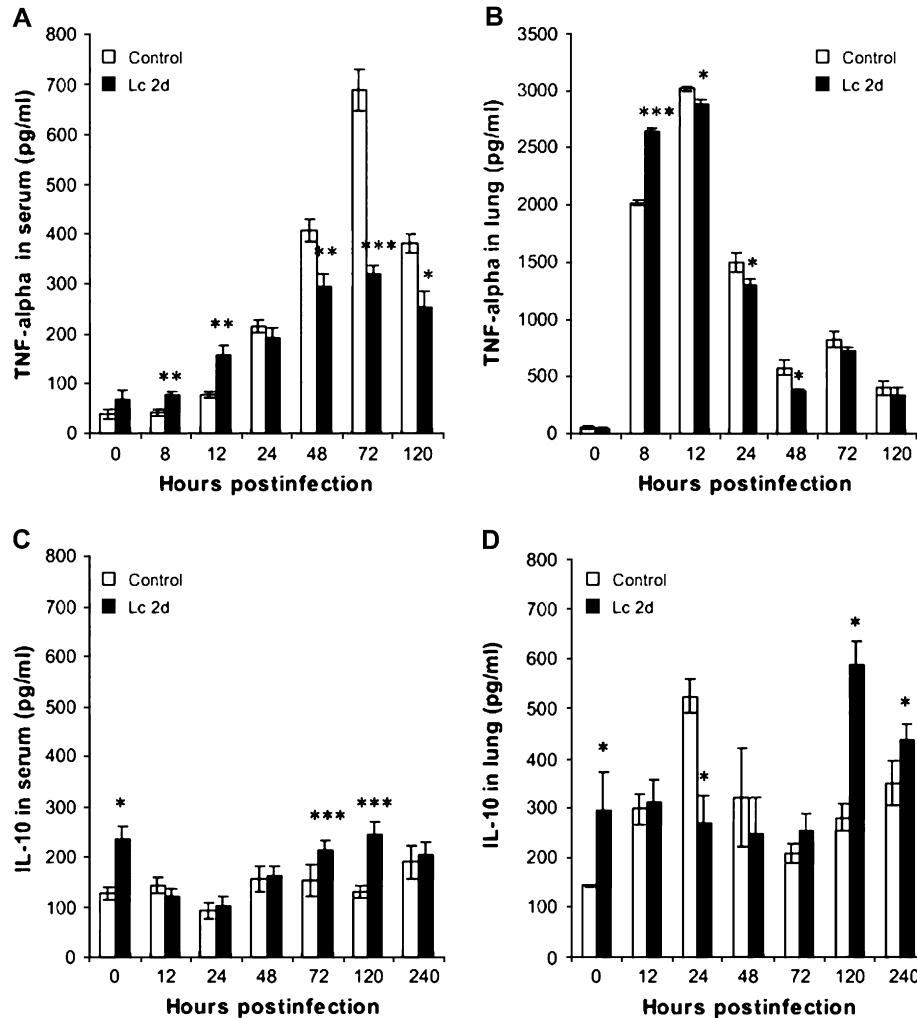 A
TNF-alpha in serum (pg/ml)
800
700
600
500
400
300
200
100
0
Control
Lc 2d
**
**
**
***
*
0 8 12 24 48 72 120
Hours postinfection
B
TNF-alpha in lung (pg/ml)
3500
3000
2500
2000
1500
1000
500
0
Control
Lc 2d
***
*
*
*
0 8 12 24 48 72 120
Hours postinfection
C
IL-10 in serum (pg/ml)
800
700
600
500
400
300
200
100
0
Control
Lc 2d
*
***
***
0 12 24 48 72 120 240
Hours postinfection
D
IL-10 in lung (pg/ml)
800
700
600
500
400
300
200
100
0
Control
Lc 2d
*
*
*
*
0 12 24 48 72 120 240
Hours postinfection